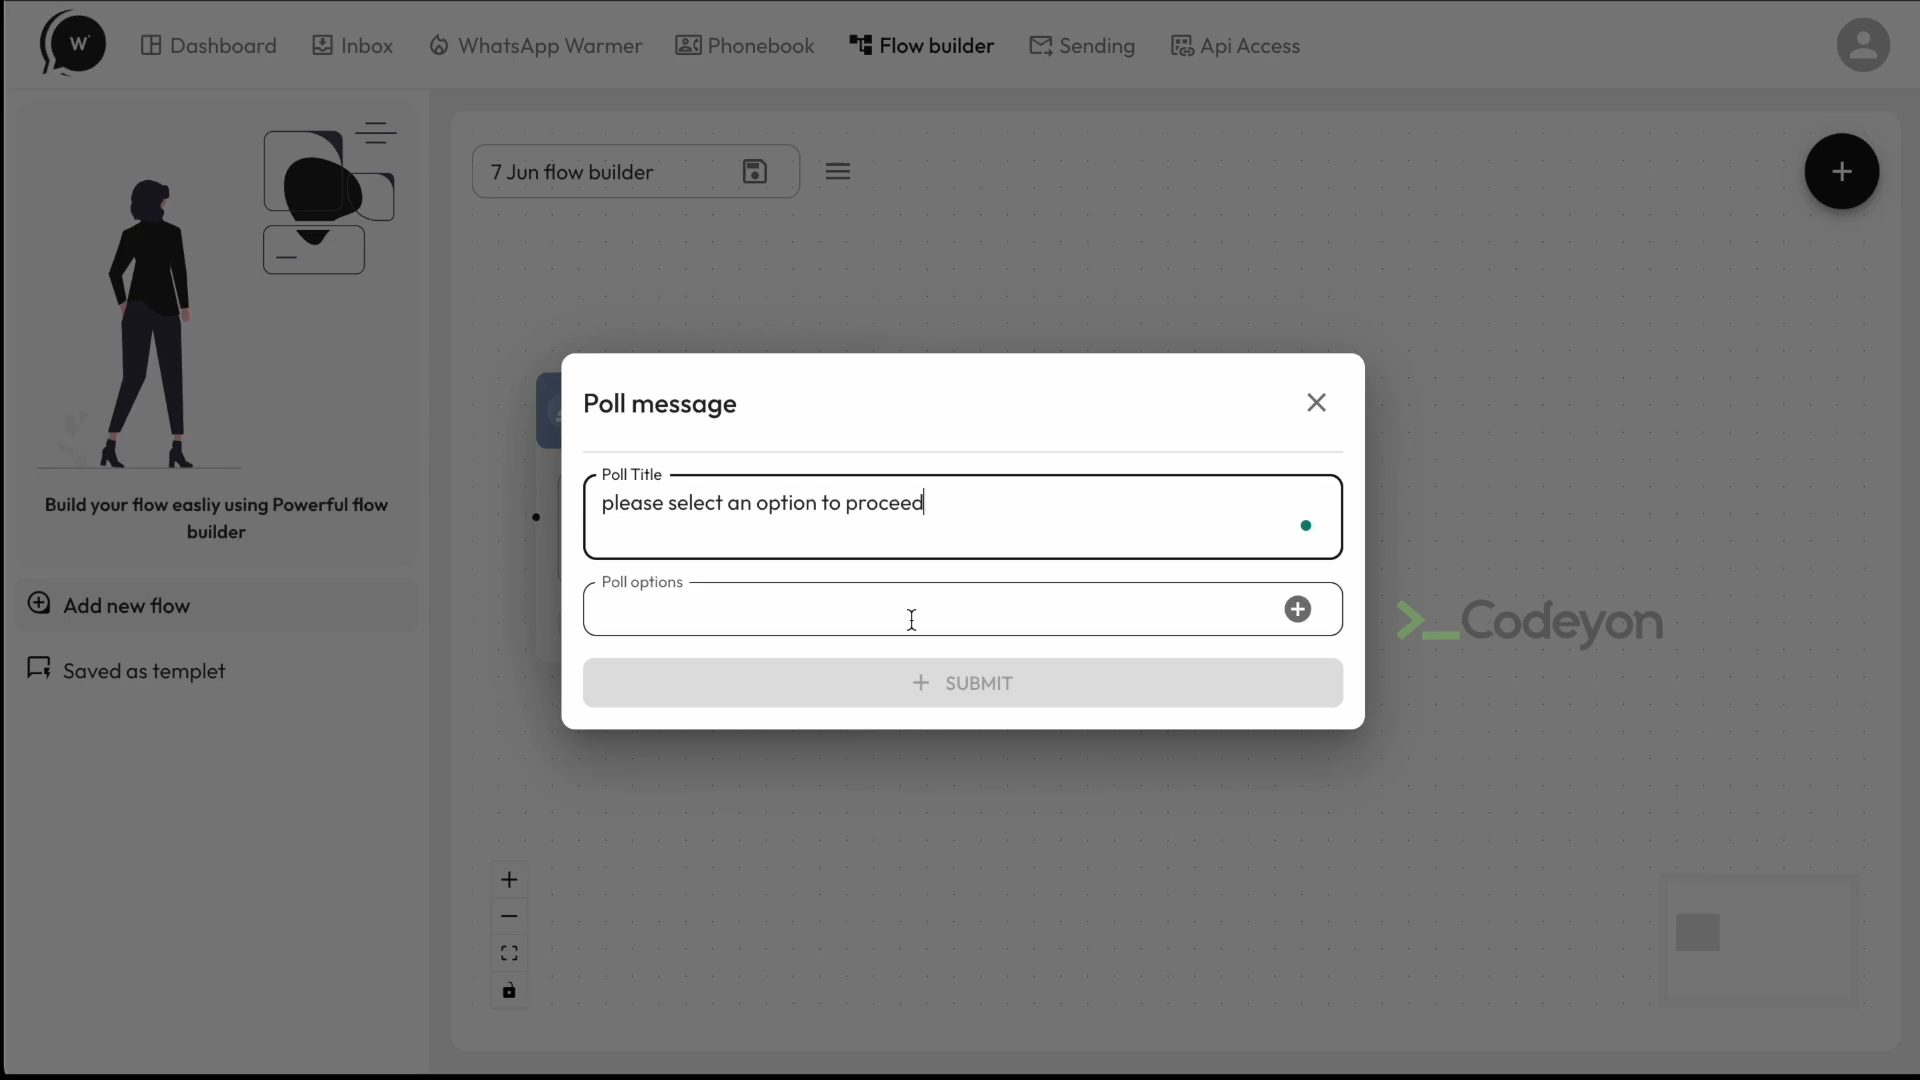 W
Dashboard
Inbox
WhatsApp Warmer
Phonebook
Flow builder
Sending
Api Access
7 Jun flow builder
Build your flow easliy using Powerful flow
builder
Add new flow
Saved as templet
Poll message
Poll Title
please select an option to proceed
Poll options
SUBMIT
>_Codeyon